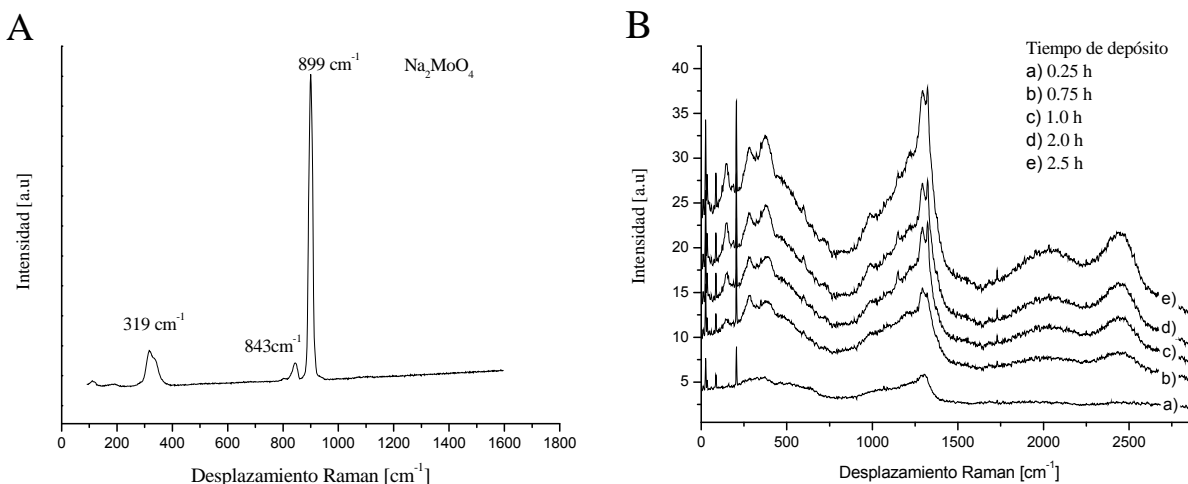 A
899 cm⁻¹
Na₂MoO₄
319 cm⁻¹
843cm⁻¹
Intensidad [a.u]
0 200 400 600 800 1000 1200 1400 1600 1800
Desplazamiento Raman [cm⁻¹]
B
Tiempo de depósito
a) 0.25 h
b) 0.75 h
c) 1.0 h
d) 2.0 h
e) 2.5 h
40
35
30
25
20
15
10
5
Intensidad [a.u]
e)
d)
c)
b)
a)
0 500 1000 1500 2000 2500
Desplazamiento Raman [cm⁻¹]